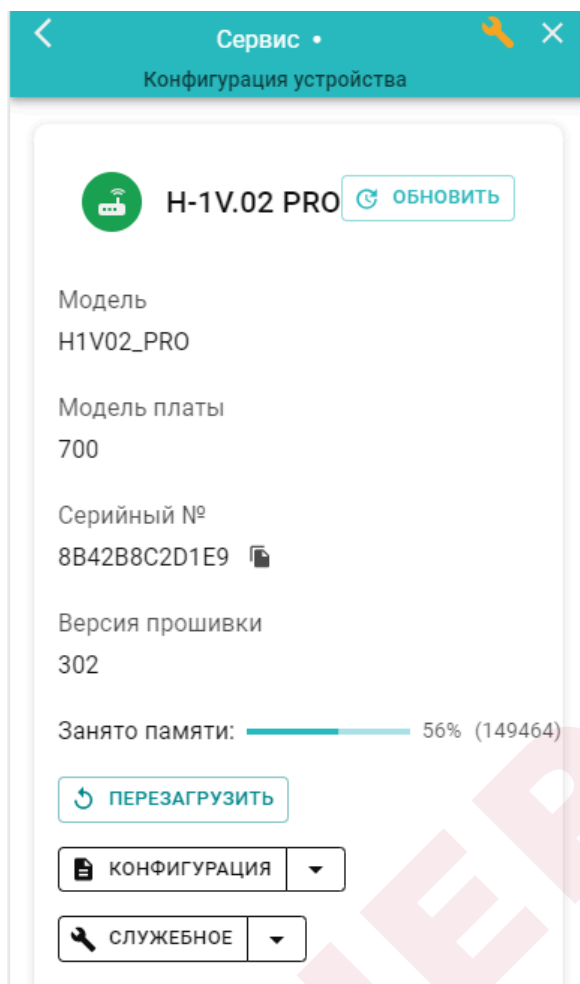 Сервис •
Конфигурация устройства
H-1V.02 PRO
ОБНОВИТЬ
Модель
H1V02_PRO
Модель платы
700
Серийный №
8B42B8C2D1E9
Версия прошивки
302
Занято памяти: 56% (149464)
ПЕРЕЗАГРУЗИТЬ
КОНФИГУРАЦИЯ
СЛУЖЕБНОЕ